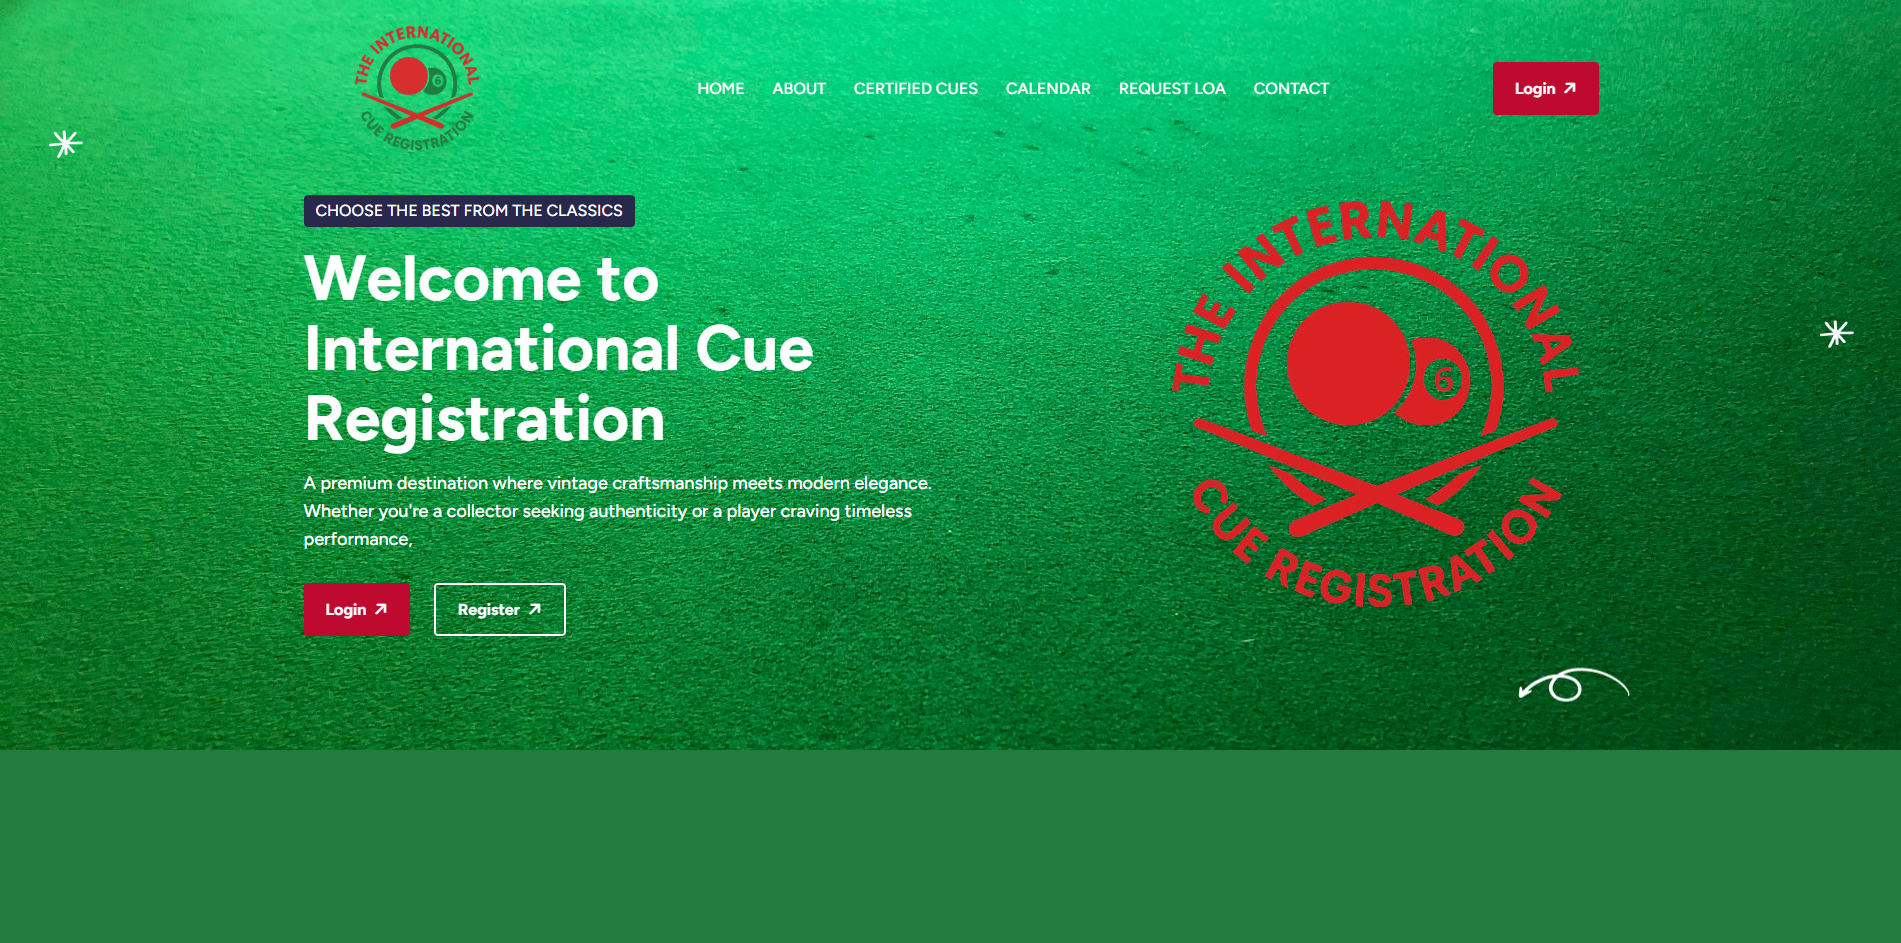 THE INTERNATIONAL
6
CUE REGISTRATION
HOME ABOUT CERTIFIED CUES CALENDAR REQUEST LOA CONTACT
Login
CHOOSE THE BEST FROM THE CLASSICS
Welcome to
International Cue
Registration
A premium destination where vintage craftsmanship meets modern elegance.
Whether you're a collector seeking authenticity or a player craving timeless
performance,
Login
Register
THE INTERNATIONAL
6
CUE REGISTRATION